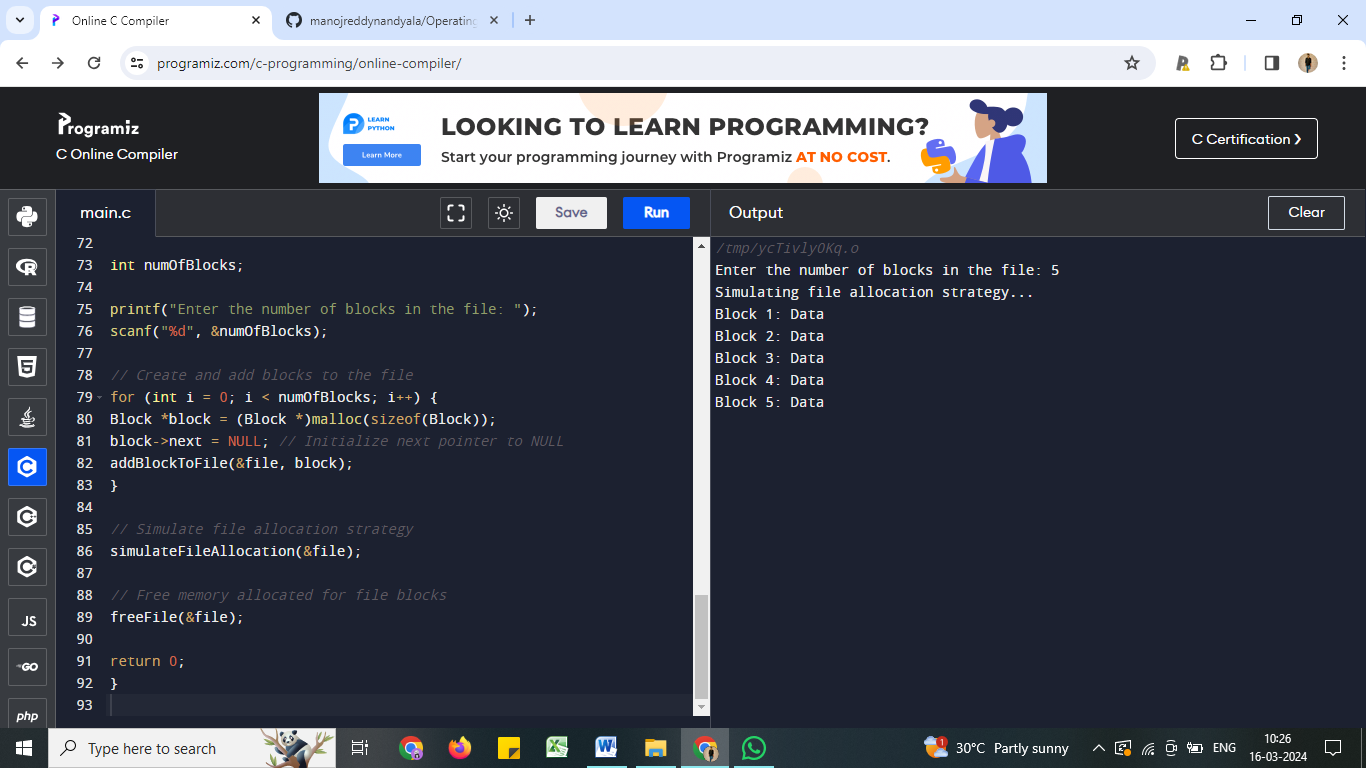 Online C Compiler
manojreddynandyala/Operating
programiz.com/c-programming/online-compiler/
Programiz
C Online Compiler
LEARN
PYTHON
Learn More
LOOKING TO LEARN PROGRAMMING?
Start your programming journey with Programiz AT NO COST.
C Certification ❯
main.c
Save
Run
Output
Clear
72
73 int numOfBlocks;
74
75 printf("Enter the number of blocks in the file: ");
76 scanf("%d", &numOfBlocks);
77
78 // Create and add blocks to the file
79 for (int i = 0; i < numOfBlocks; i++) {
80 Block *block = (Block *)malloc(sizeof(Block));
81 block->next = NULL; // Initialize next pointer to NULL
82 addBlockToFile(&file, block);
83 }
84
85 // Simulate file allocation strategy
86 simulateFileAllocation(&file);
87
88 // Free memory allocated for file blocks
89 freeFile(&file);
90
91 return 0;
92 }
93
/tmp/ycTivlyOKq.o
Enter the number of blocks in the file: 5
Simulating file allocation strategy...
Block 1: Data
Block 2: Data
Block 3: Data
Block 4: Data
Block 5: Data
JS
GO
php
Type here to search
1
30°C Partly sunny
ENG
10:26
16-03-2024